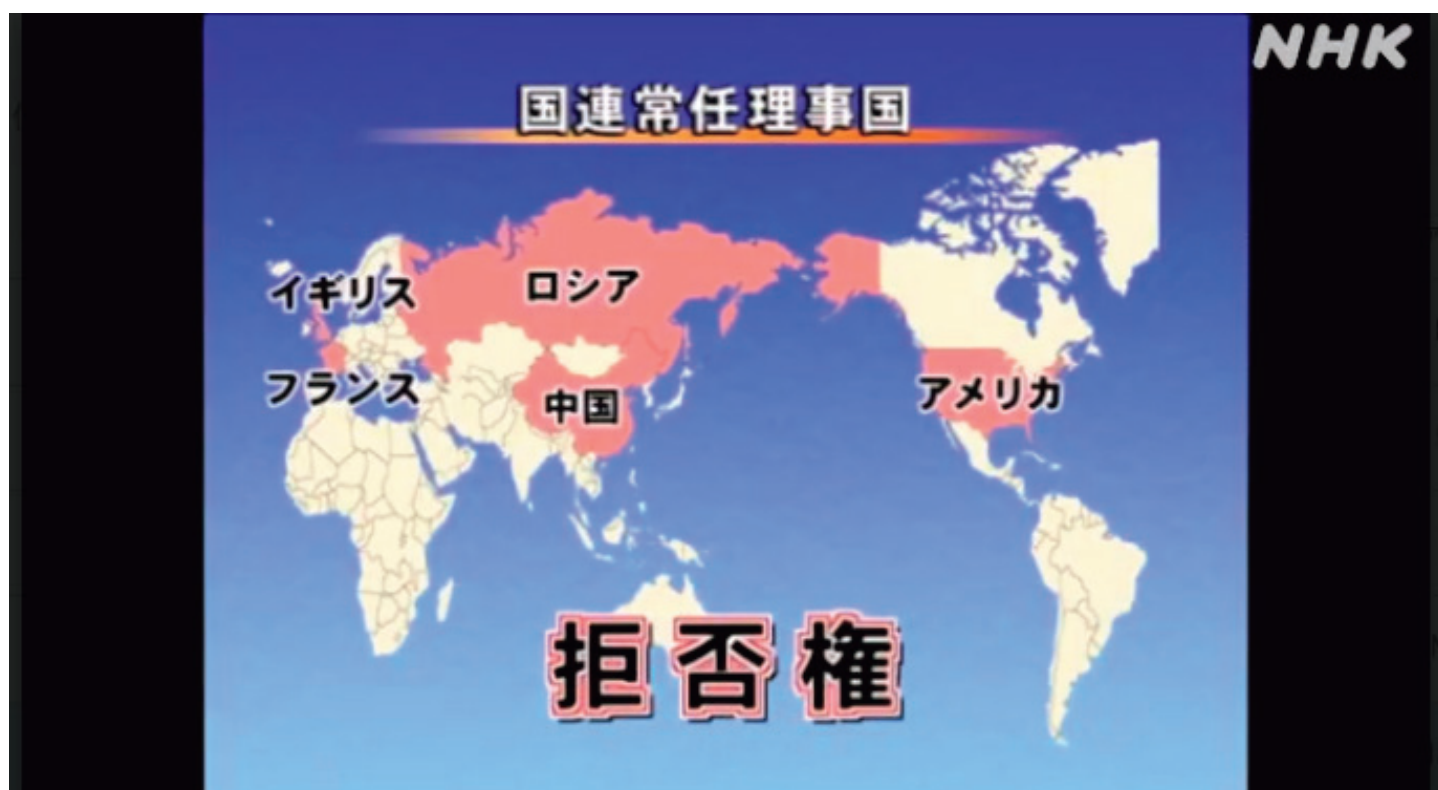 NHK
国連常任理事国
イギリス
ロシア
フランス
中国
アメリカ
拒否権